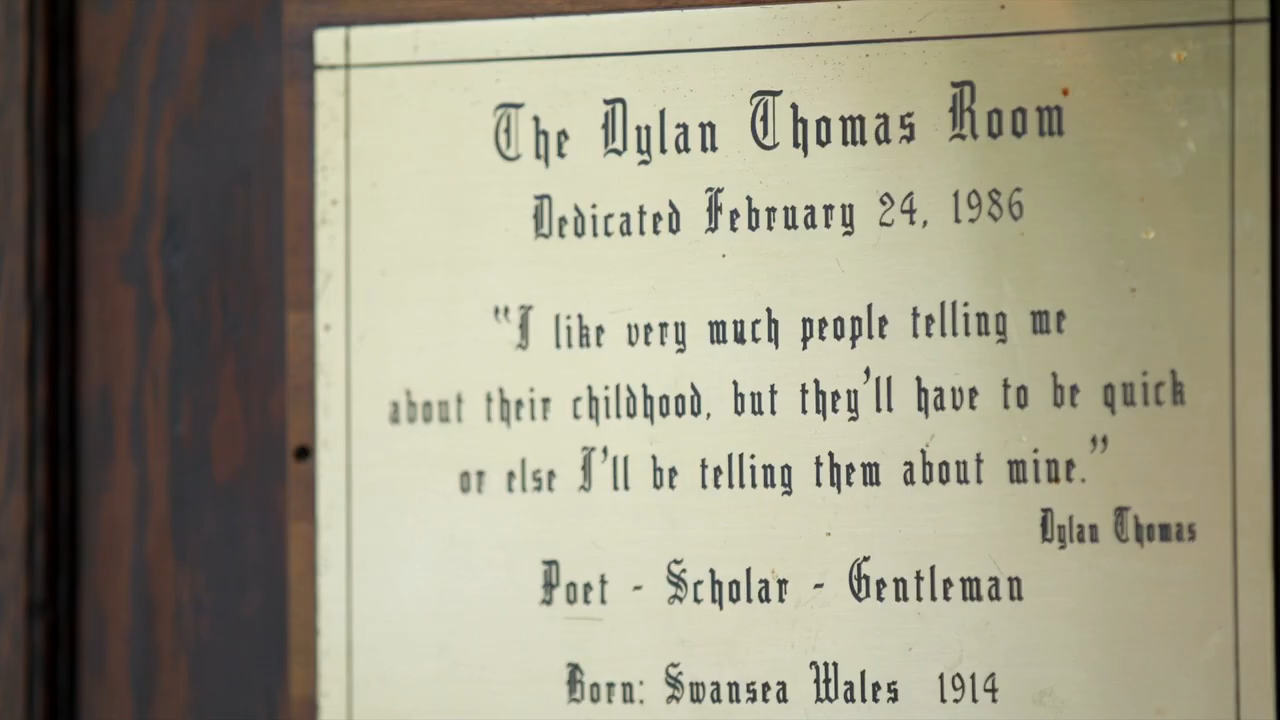 The Dylan Thomas Room
Dedicated February 24, 1986
"I like very much people telling me
about their childhood, but they'll have to be quick
or else I'll be telling them about mine."
Dylan Thomas
Poet - Scholar - Gentleman
Born: Swansea Wales 1914